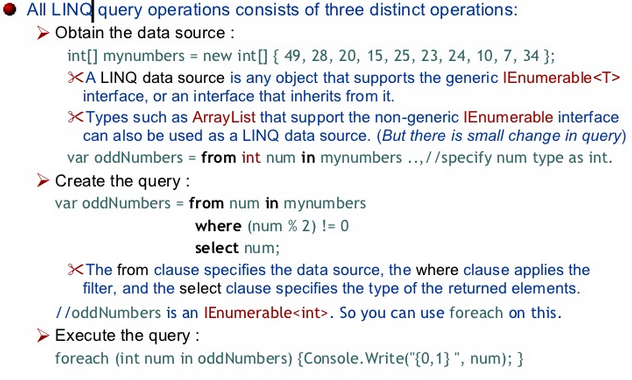 All LINQ query operations consists of three distinct operations:
Obtain the data source :
int[] mynumbers = new int[] { 49, 28, 20, 15, 25, 23, 24, 10, 7, 34 };
A LINQ data source is any object that supports the generic IEnumerable<T>
interface, or an interface that inherits from it.
Types such as ArrayList that support the non-generic IEnumerable interface
can also be used as a LINQ data source. (But there is small change in query)
var oddNumbers = from int num in mynumbers ..,//specify num type as int.
Create the query :
var oddNumbers = from num in mynumbers
where (num % 2) != 0
select num;
The from clause specifies the data source, the where clause applies the
filter, and the select clause specifies the type of the returned elements.
//oddNumbers is an IEnumerable<int>. So you can use foreach on this.
Execute the query :
foreach (int num in oddNumbers) {Console.Write("{0,1} ", num); }